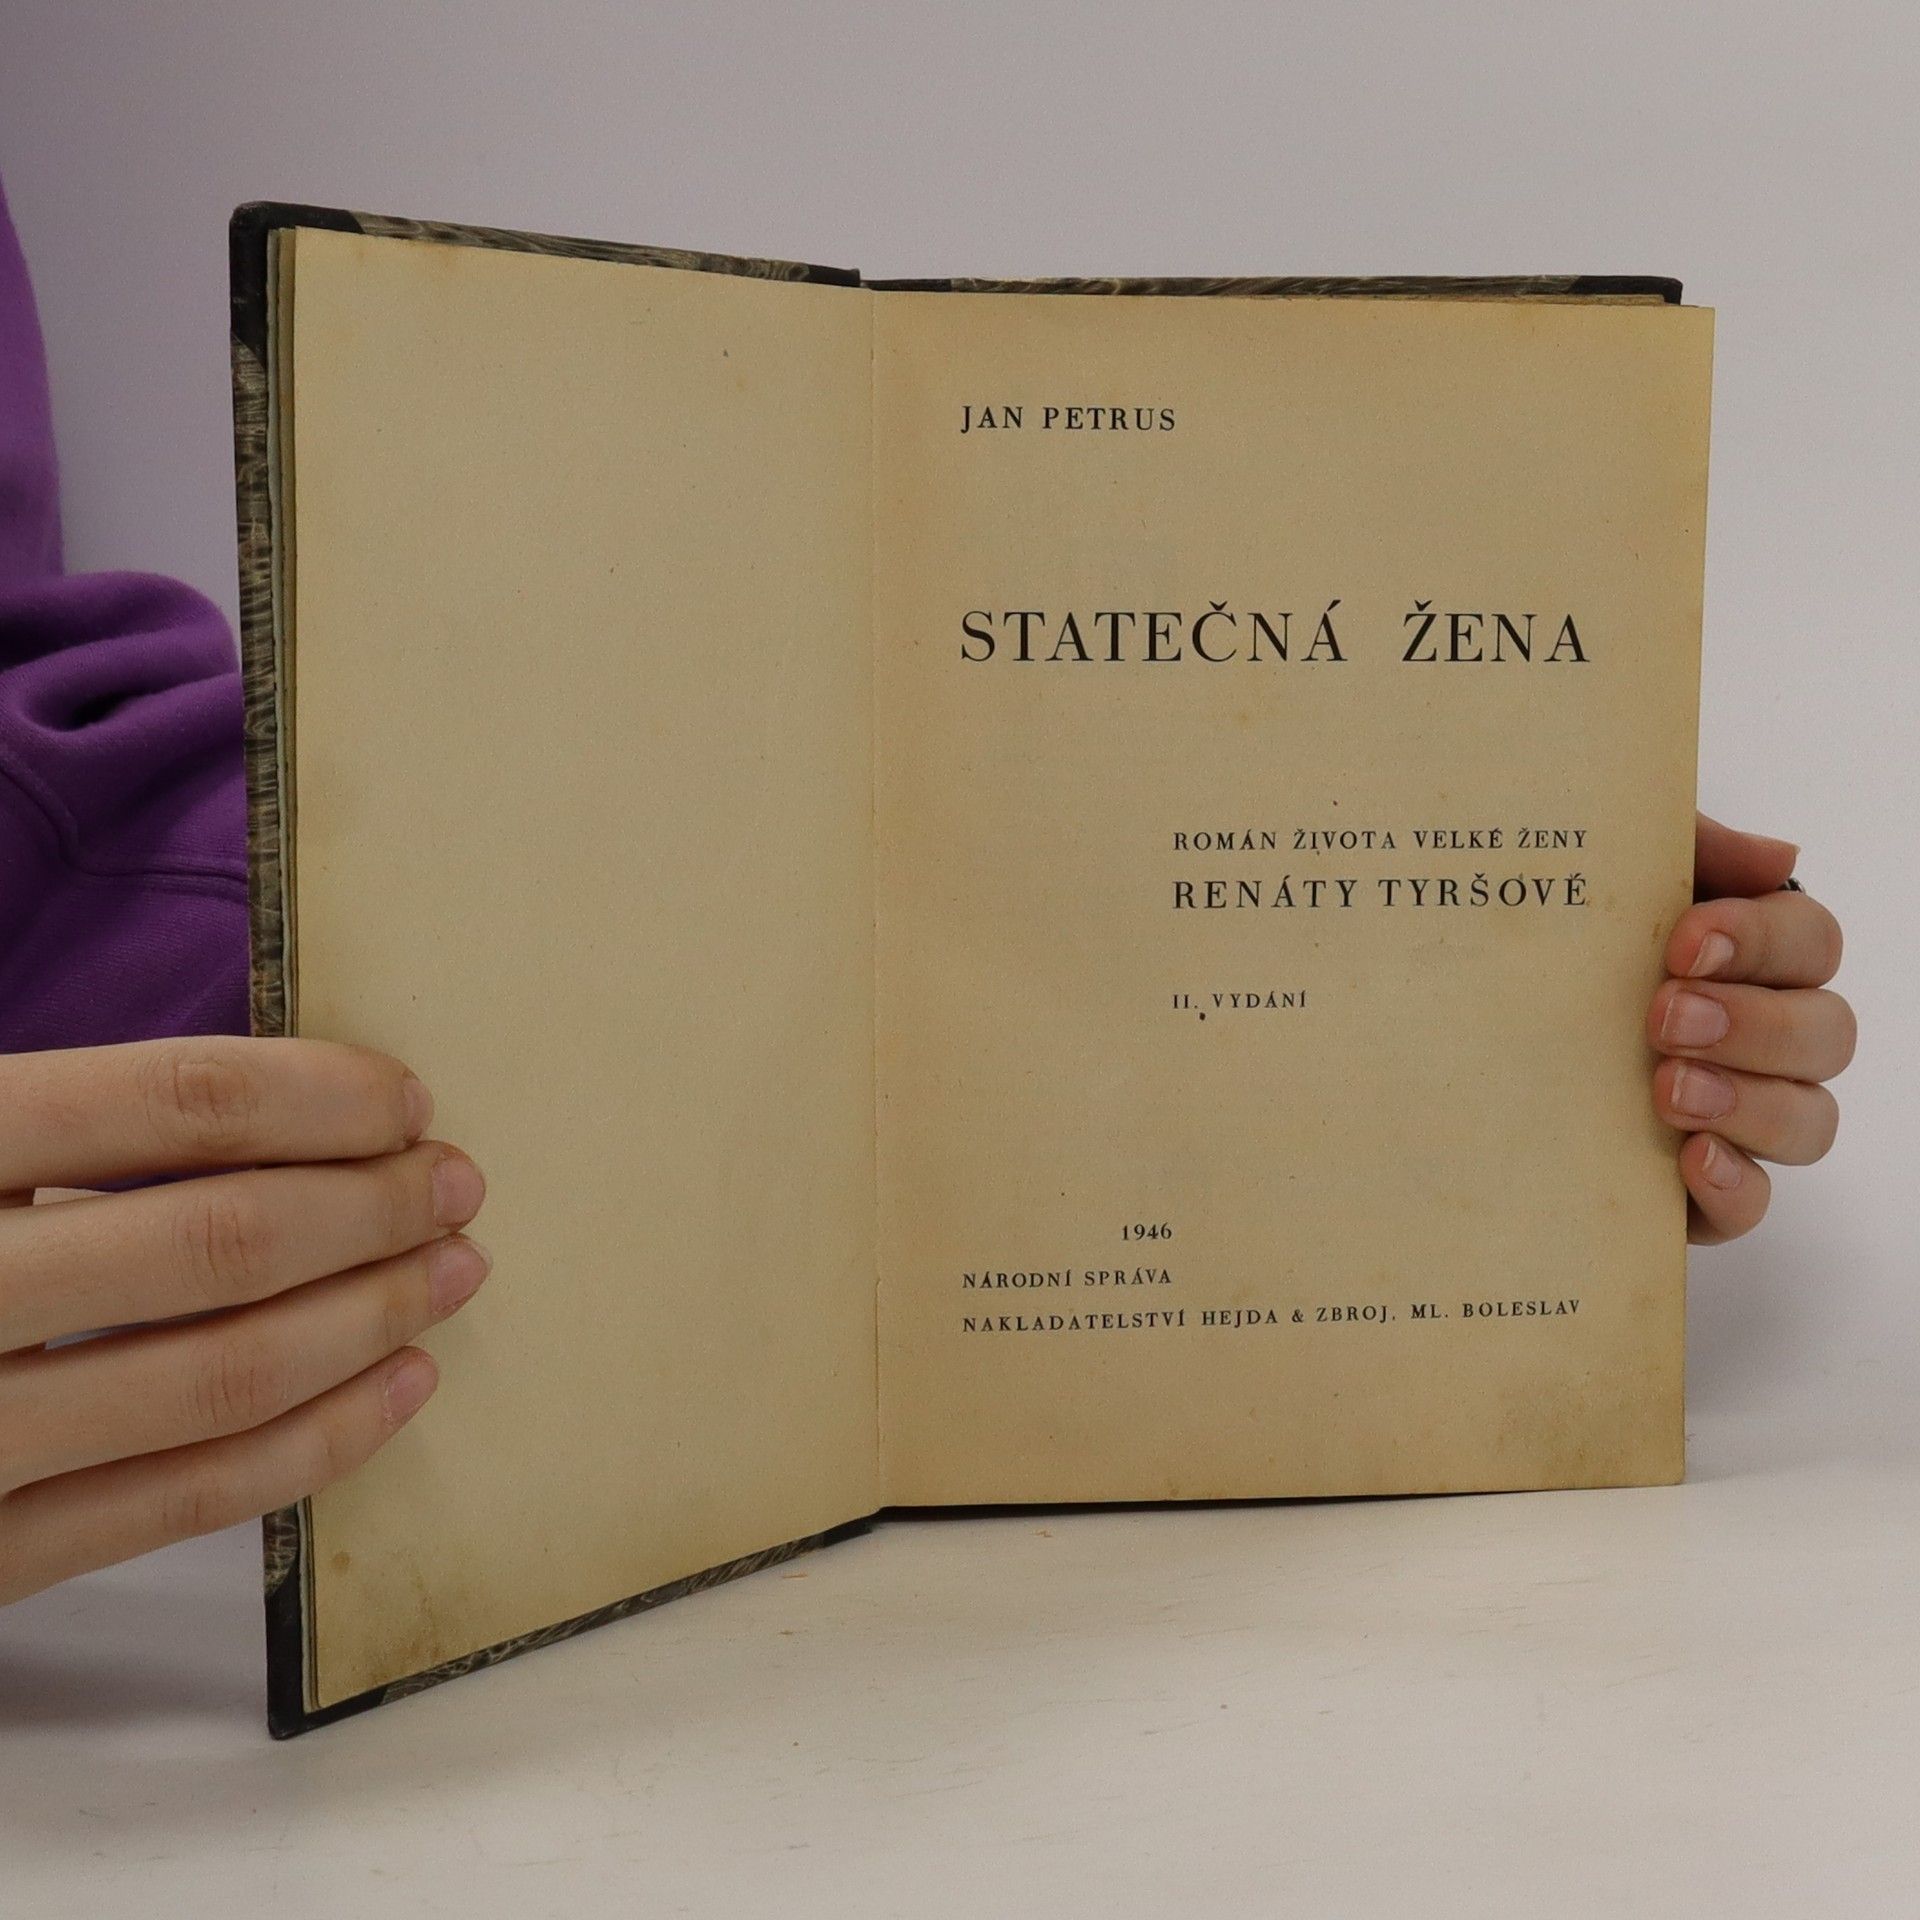 JAN PETRUS
STATEČNÁ ŽENA
ROMÁN ŽIVOTA VELKÉ ŽENY
RENÁTY TYRŠOVÉ
II. VYDÁNÍ
1946
NÁRODNÍ SPRÁVA
NAKLADATELSTVÍ HEJDA & ZBROJ, ML. BOLESLAV